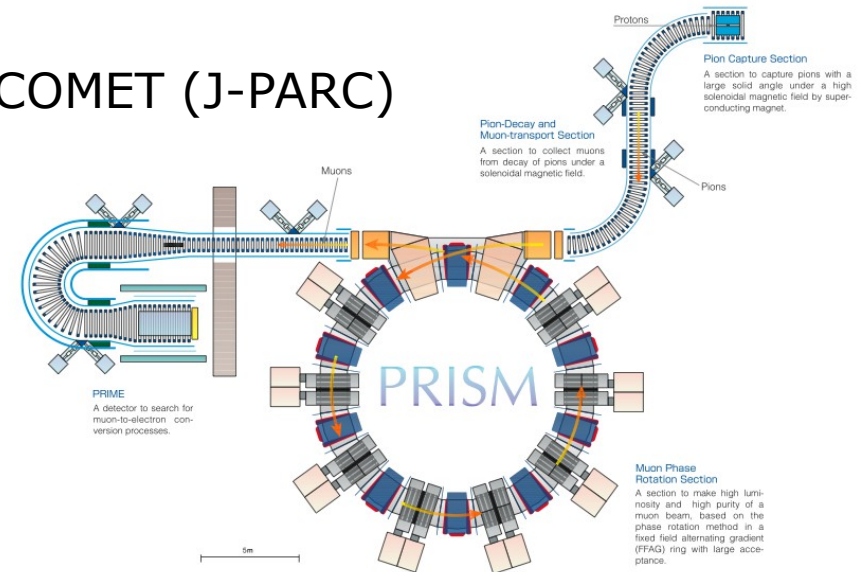 COMET (J-PARC)
Protons
Pion Capture Section
A section to capture pions with a
large solid angle under a high
solenoidal magnetic field by super-
conducting magnet.
Pion-Decay and
Muon-transport Section
A section to collect muons
from decay of pions under a
solenoidal magnetic field.
Muons
Pions
PRISM
PRIME
A detector to search for
muon-to-electron con-
version processes.
Muon Phase
Rotation Section
A section to make high lumi-
nosity and high purity of a
muon beam, based on the
phase rotation method in a
fixed field alternating gradient
(FFAG) ring with large acce-
ptance.
5m